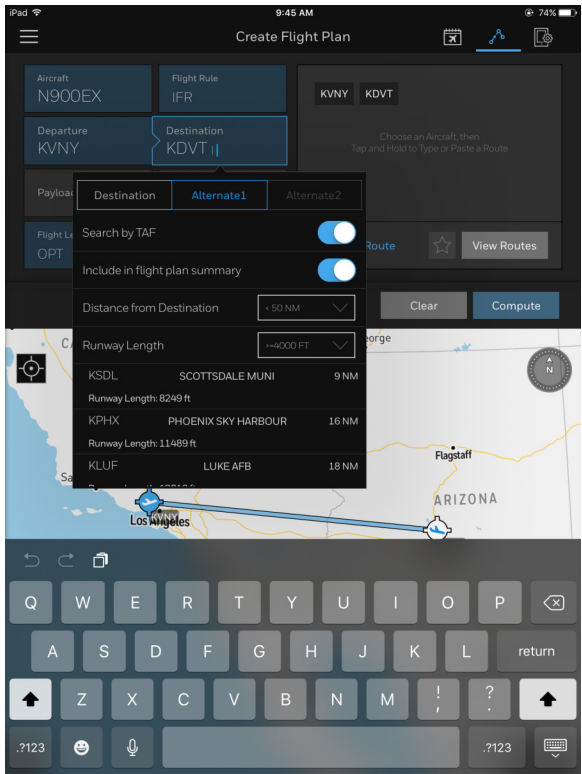 iPad 9:45 AM 74%
Create Flight Plan
Aircraft
N900EX
Flight Rule
IFR
Departure
KVNY
Destination
KDVT
KVNY KDVT
Choose an Aircraft, then
Tap and Hold to Type or Paste a Route
Destination Alternate1 Alternate2
Search by TAF
Include in flight plan summary
OPT
Route
View Routes
Distance from Destination <50 NM
Clear Compute
Runway Length >=4000 FT
KSDL SCOTTSDALE MUNI 9 NM
Runway Length: 8249 ft
KPHX PHOENIX SKY HARBOUR 16 NM
Runway Length: 11489 ft
KLUF LUKE AFB 18 NM
N
Flagstaff
ARIZONA
Los Angeles
KVNY
Q W E R T Y U I O P
A S D F G H J K L return
Z X C V B N M ! , ? .
.?123 .?123